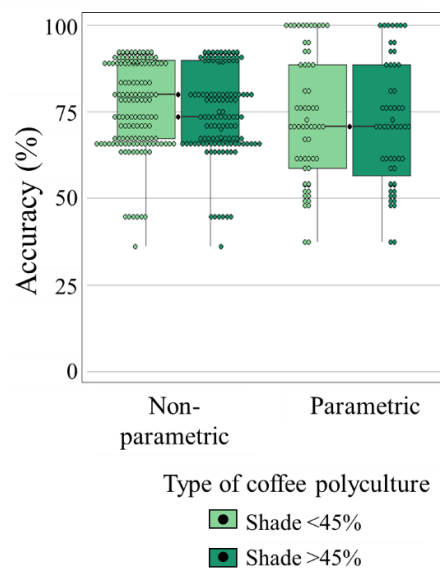 Accuracy (%)
100
75
50
25
0
Non-
parametric
Parametric
Type of coffee polyculture
Shade <45%
Shade >45%